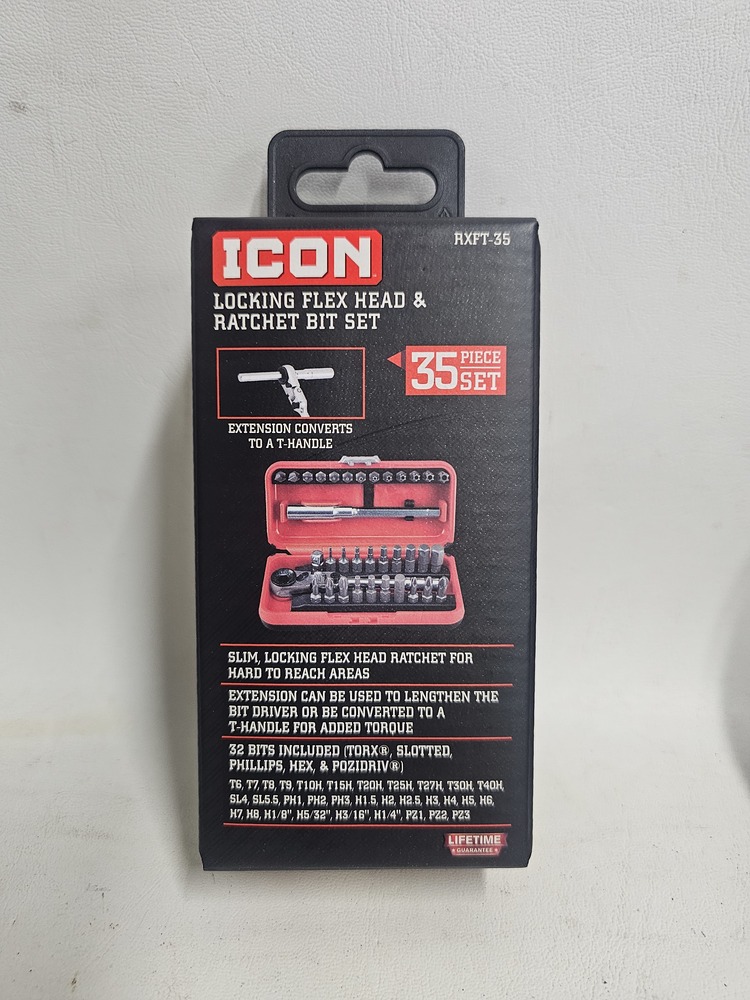 ICON
RXFT-35
LOCKING FLEX HEAD &
RATCHET BIT SET
35 PIECE SET
EXTENSION CONVERTS
TO A T-HANDLE
SLIM, LOCKING FLEX HEAD RATCHET FOR
HARD TO REACH AREAS
EXTENSION CAN BE USED TO LENGTHEN THE
BIT DRIVER OR BE CONVERTED TO A
T-HANDLE FOR ADDED TORQUE
32 BITS INCLUDED (TORX®, SLOTTED,
PHILLIPS, HEX, & POZIDRIV®)
T6, T7, T8, T9, T10H, T15H, T20H, T25H, T27H, T30H, T40H,
SL4, SL5.5, PH1, PH2, PH3, H1.5, H2, H2.5, H3, H4, H5, H6,
H7, H8, H1/8", H5/32", H3/16", H1/4", PZ1, PZ2, PZ3
LIFETIME
GUARANTEE